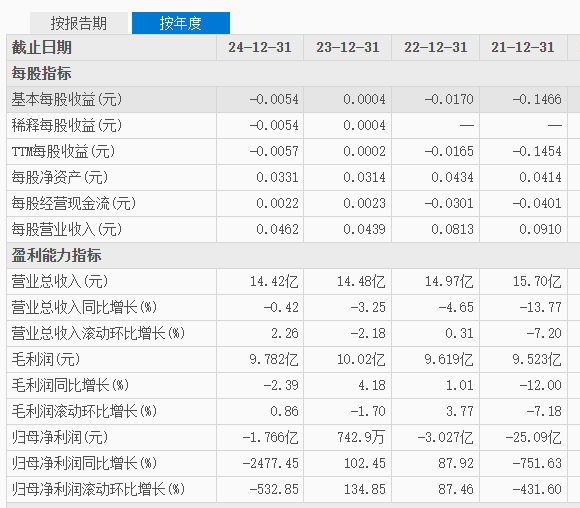 按报告期 按年度
截止日期 24-12-31 23-12-31 22-12-31 21-12-31
每股指标
基本每股收益(元) -0.0054 0.0004 -0.0170 -0.1466
稀释每股收益(元) -0.0054 0.0004 — —
TTM每股收益(元) -0.0057 0.0002 -0.0165 -0.1454
每股净资产(元) 0.0331 0.0314 0.0434 0.0414
每股经营现金流(元) 0.0022 0.0023 -0.0301 -0.0401
每股营业收入(元) 0.0462 0.0439 0.0813 0.0910
盈利能力指标
营业总收入(元) 14.42亿 14.48亿 14.97亿 15.70亿
营业总收入同比增长(%) -0.42 -3.25 -4.65 -13.77
营业总收入滚动环比增长(%) 2.26 -2.18 0.31 -7.20
毛利润(元) 9.782亿 10.02亿 9.619亿 9.523亿
毛利润同比增长(%) -2.39 4.18 1.01 -12.00
毛利润滚动环比增长(%) 0.86 -1.70 3.77 -7.18
归母净利润(元) -1.766亿 742.9万 -3.027亿 -25.09亿
归母净利润同比增长(%) -2477.45 102.45 87.92 -751.63
归母净利润滚动环比增长(%) -532.85 134.85 87.46 -431.60